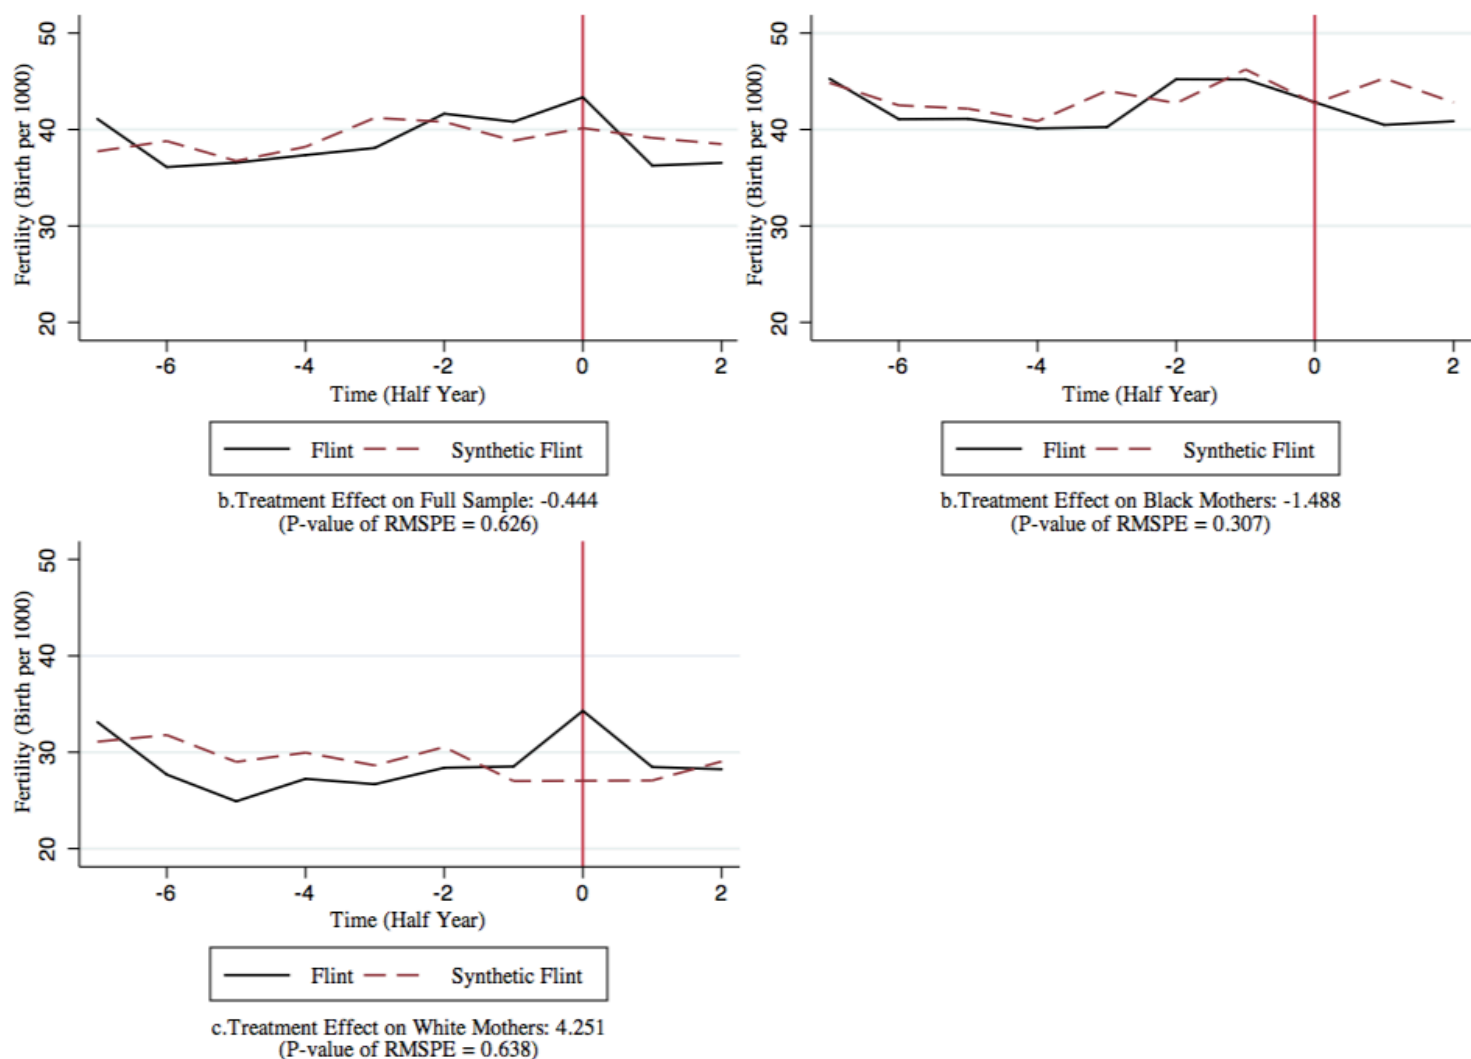 Fertility (Birth per 1000)
50
40
30
20
-6
-4
-2
0
2
Time (Half Year)
Flint
Synthetic Flint
b.Treatment Effect on Full Sample: -0.444
(P-value of RMSPE = 0.626)
Fertility (Birth per 1000)
50
40
30
20
-6
-4
-2
0
2
Time (Half Year)
Flint
Synthetic Flint
b.Treatment Effect on Black Mothers: -1.488
(P-value of RMSPE = 0.307)
Fertility (Birth per 1000)
50
40
30
20
-6
-4
-2
0
2
Time (Half Year)
Flint
Synthetic Flint
c.Treatment Effect on White Mothers: 4.251
(P-value of RMSPE = 0.638)